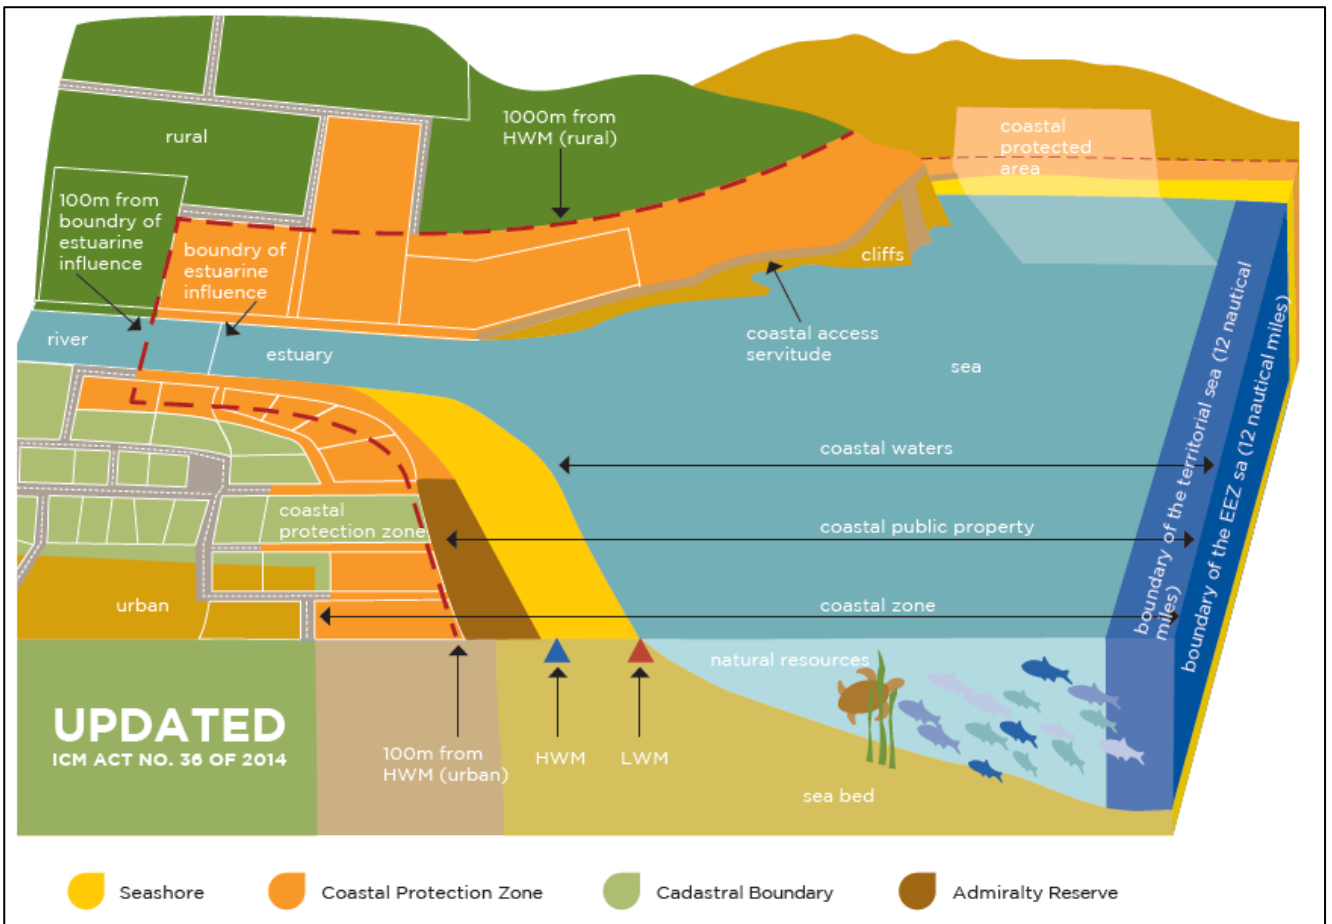 rural
1000m from
HWM (rural)
coastal
protected
area
100m from
boundry of
estuarine
influence
boundry of
estuarine
influence
cliffs
river
estuary
coastal access
servitude
sea
boundary of the territorial sea (12 nautical
miles)
boundary of the EEZ sa (12 nautical miles)
coastal waters
coastal
protection zone
coastal public property
urban
coastal zone
natural resources
UPDATED
ICM ACT NO. 36 OF 2014
100m from
HWM (urban)
HWM
LWM
sea bed
Seashore
Coastal Protection Zone
Cadastral Boundary
Admiralty Reserve